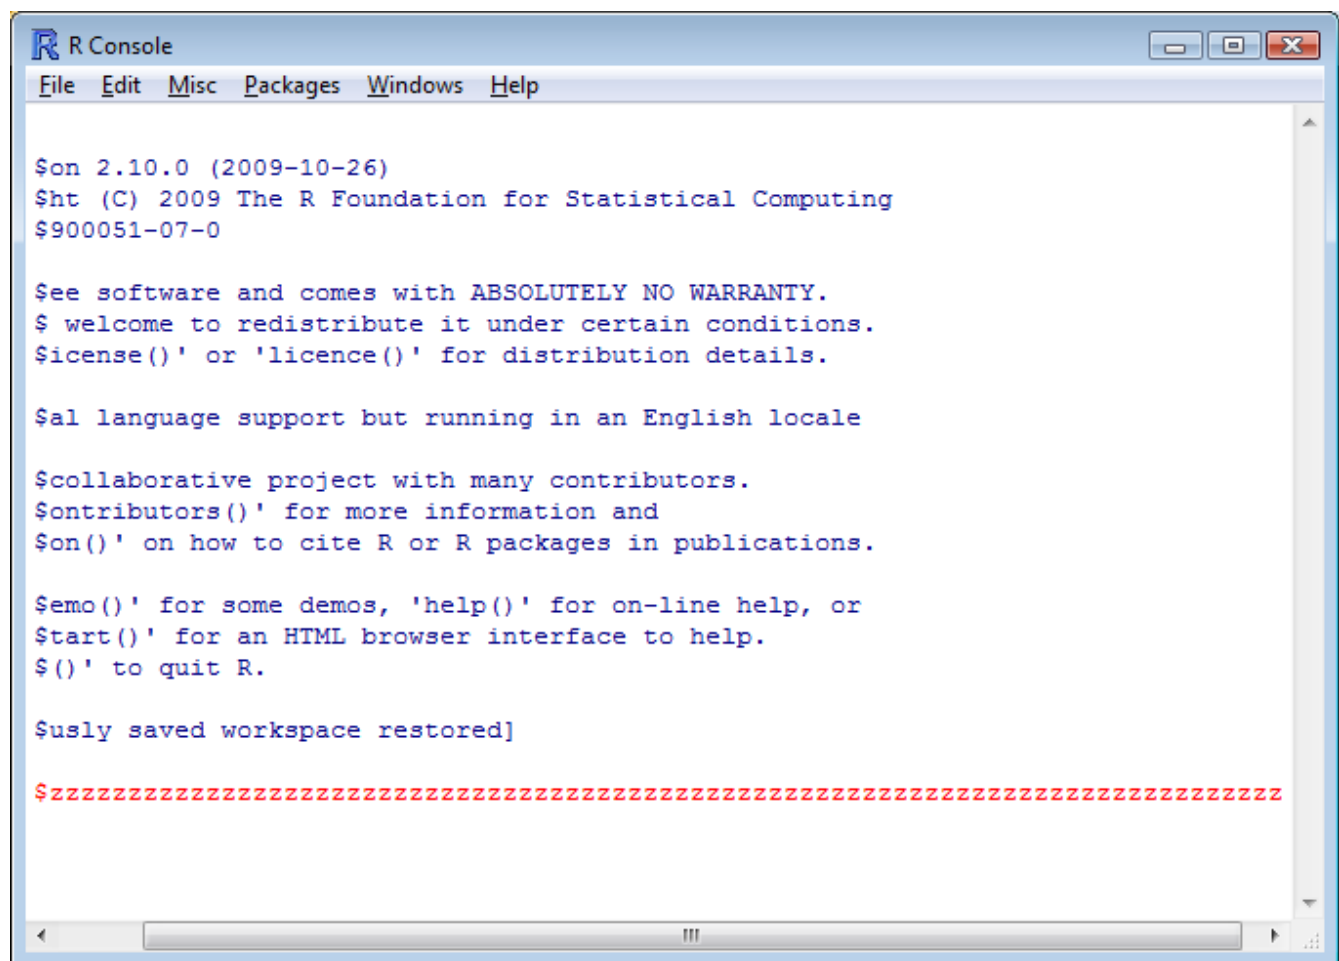 R Console
File Edit Misc Packages Windows Help
$on 2.10.0 (2009-10-26)
$ht (C) 2009 The R Foundation for Statistical Computing
$900051-07-0
$ee software and comes with ABSOLUTELY NO WARRANTY.
$ welcome to redistribute it under certain conditions.
$icense()' or 'licence()' for distribution details.
$al language support but running in an English locale
$collaborative project with many contributors.
$ontributors()' for more information and
$on()' on how to cite R or R packages in publications.
$emo()' for some demos, 'help()' for on-line help, or
$tart()' for an HTML browser interface to help.
$()' to quit R.
$usly saved workspace restored]
$zzzzzzzzzzzzzzzzzzzzzzzzzzzzzzzzzzzzzzzzzzzzzzzzzzzzzzzzzzzzzzzzzzzzzzzzzzzzzzz